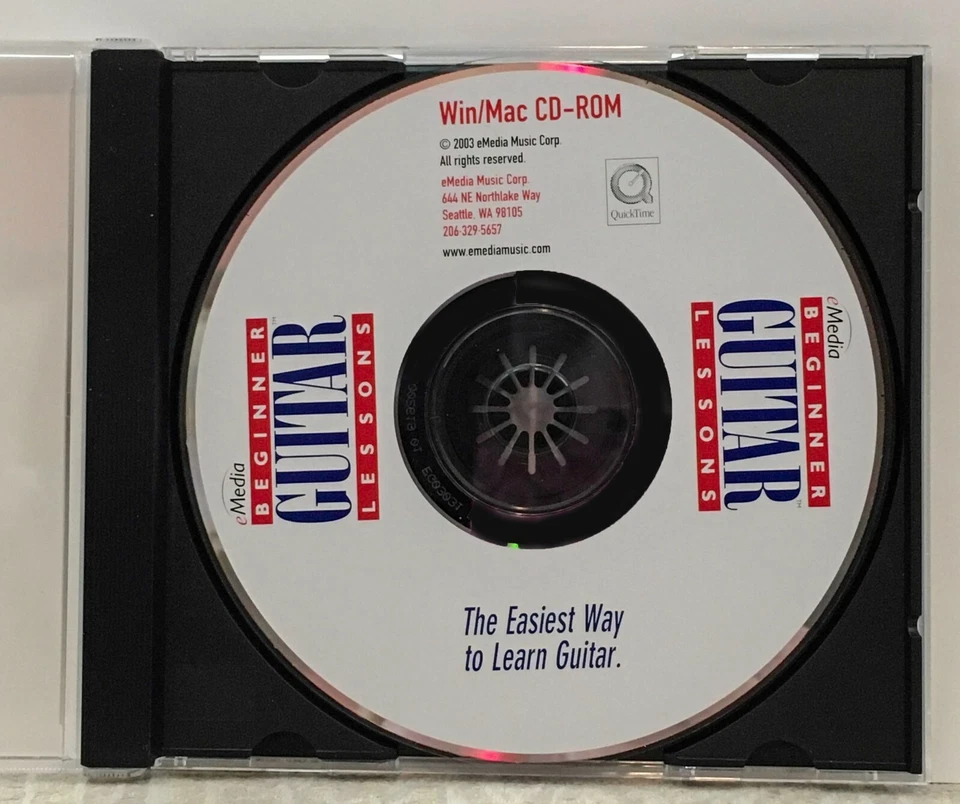 Win/Mac CD-ROM
© 2003 eMedia Music Corp.
All rights reserved.
eMedia Music Corp.
644 NE Northlake Way
Seattle, WA 98105
206-329-5657
www.emediamusic.com
QuickTime
eMedia
BEGINNER
GUITAR™
LESSONS
eMedia
BEGINNER
GUITAR™
LESSONS
The Easiest Way
to Learn Guitar.